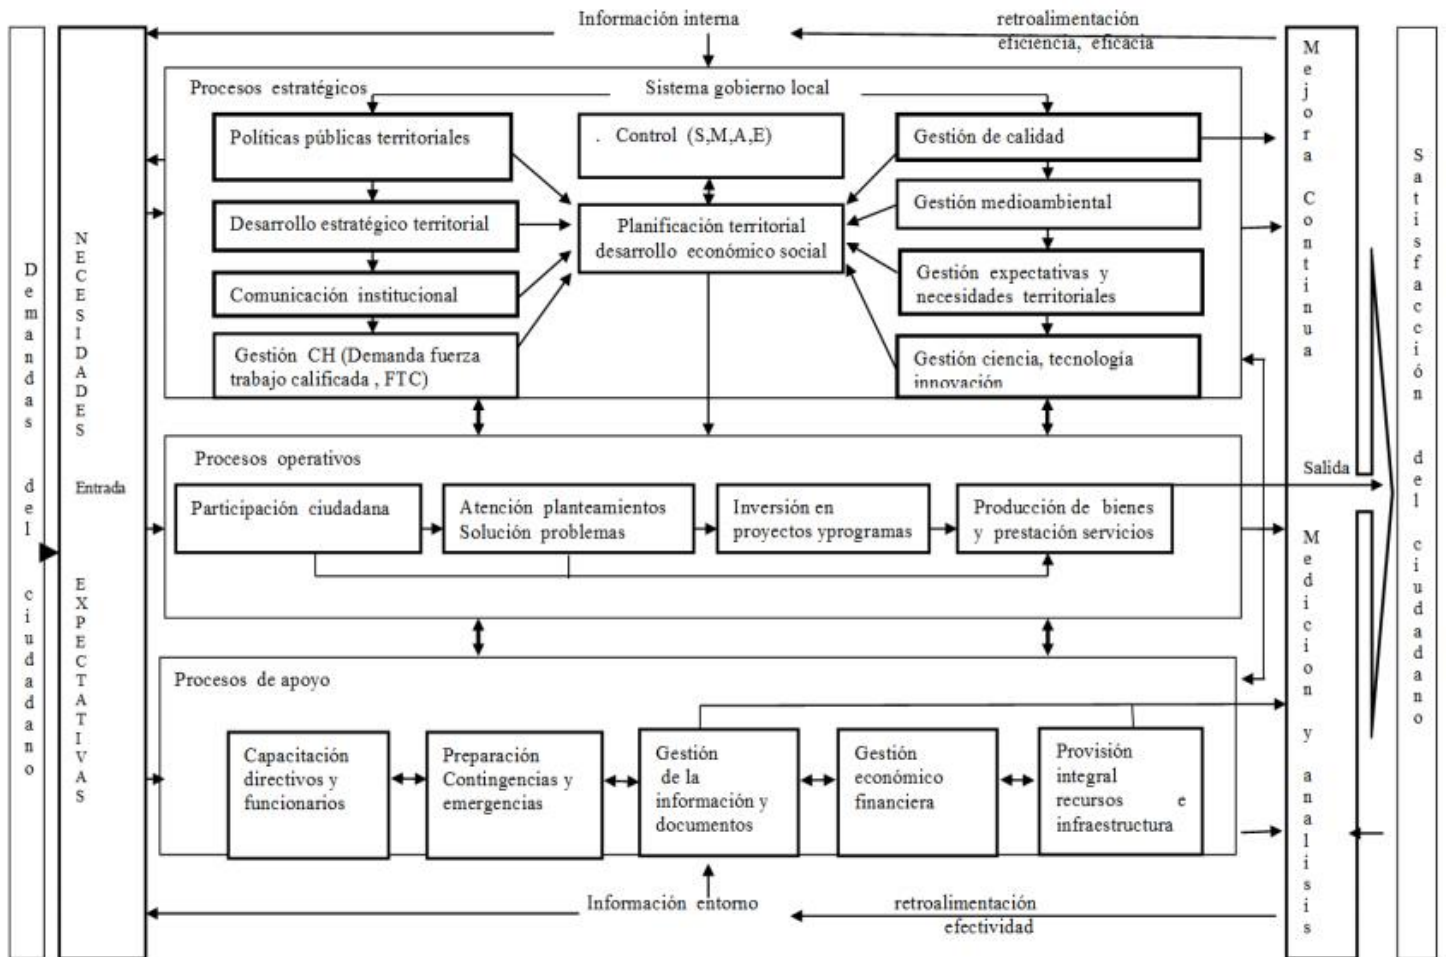 Información interna
retroalimentación
eficiencia, eficacia
Demandas del ciudadano
NECESIDADES
Entrada
EXPECTATIVAS
Procesos estratégicos
Sistema gobierno local
Políticas públicas territoriales
. Control (S,M,A,E)
Gestión de calidad
Desarrollo estratégico territorial
Planificación territorial
desarrollo económico social
Gestión medioambiental
Comunicación institucional
Gestión expectativas y
necesidades territoriales
Gestión CH (Demanda fuerza
trabajo calificada , FTC)
Gestión ciencia, tecnología
innovación
Procesos operativos
Participación ciudadana
Atención planteamientos
Solución problemas
Inversión en
proyectos yprogramas
Producción de bienes
y prestación servicios
Procesos de apoyo
Capacitación
directivos y
funcionarios
Preparación
Contingencias y
emergencias
Gestión
de la
información y
documentos
Gestión
económico
financiera
Provisión
integral
recursos e
infraestructura
Información entorno
retroalimentación
efectividad
Mejora Continua
Salida
Medicion y analisis
Satisfacción del ciudadano